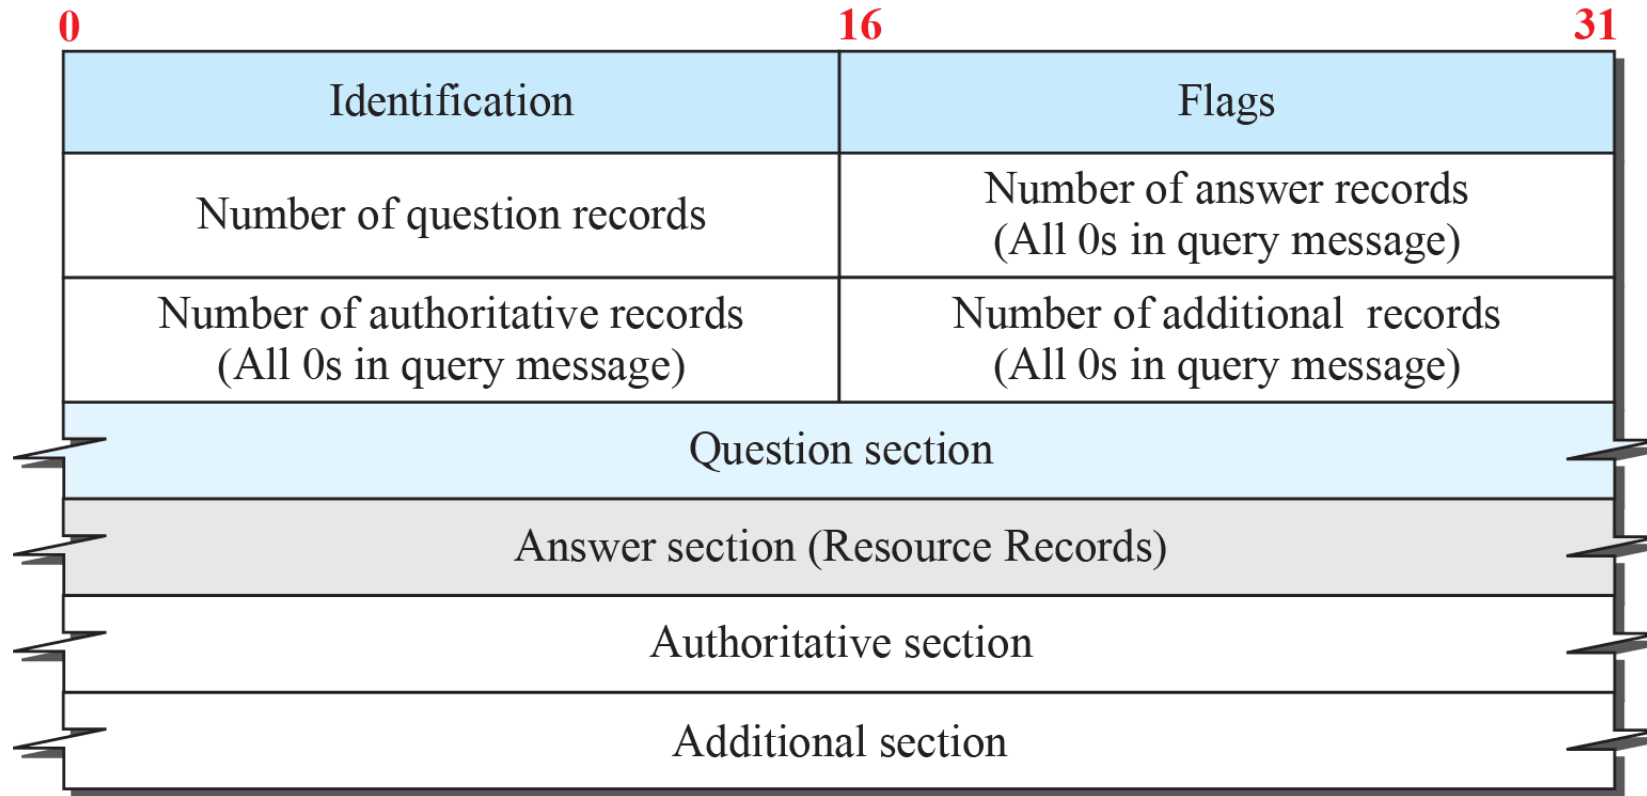 0 16 31
Identification Flags
Number of question records
Number of answer records
(All 0s in query message)
Number of authoritative records
(All 0s in query message)
Number of additional records
(All 0s in query message)
Question section
Answer section (Resource Records)
Authoritative section
Additional section